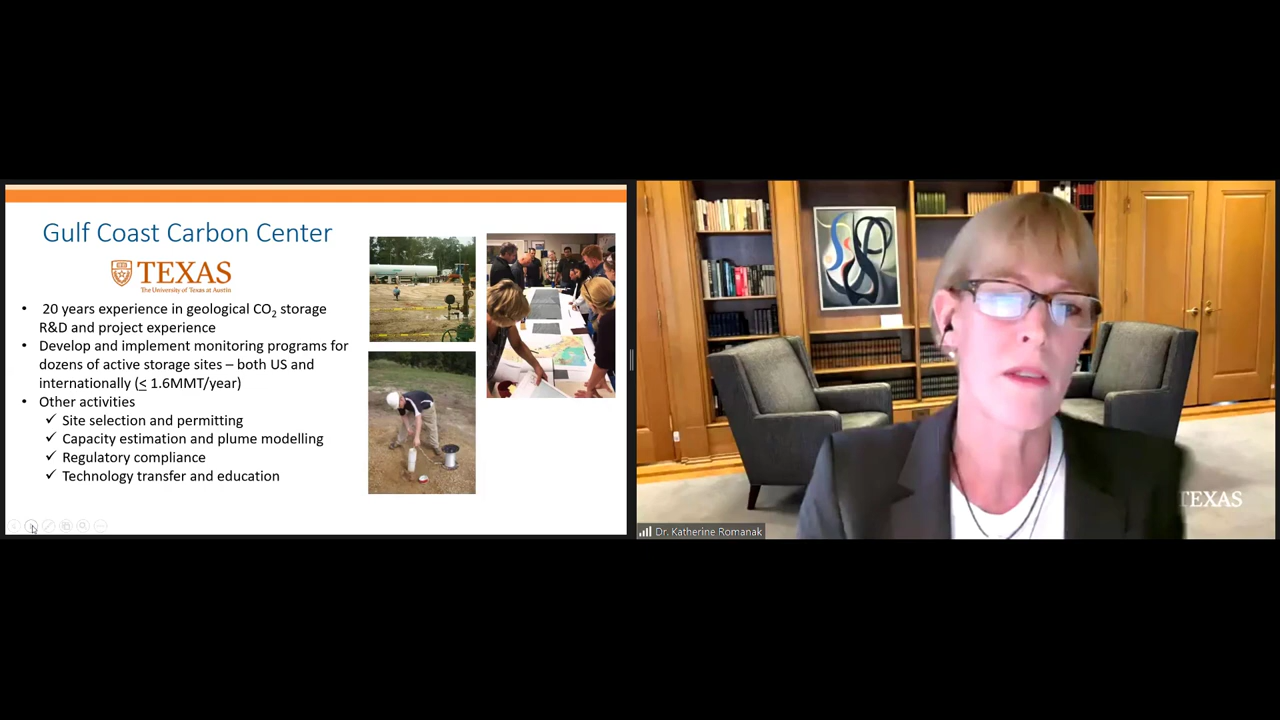 Gulf Coast Carbon Center
TEXAS
The University of Texas at Austin
• 20 years experience in geological CO₂ storage
R&D and project experience
• Develop and implement monitoring programs for
dozens of active storage sites – both US and
internationally (≤ 1.6MMT/year)
• Other activities
✓ Site selection and permitting
✓ Capacity estimation and plume modelling
✓ Regulatory compliance
✓ Technology transfer and education
TEXAS
Dr. Katherine Romanak